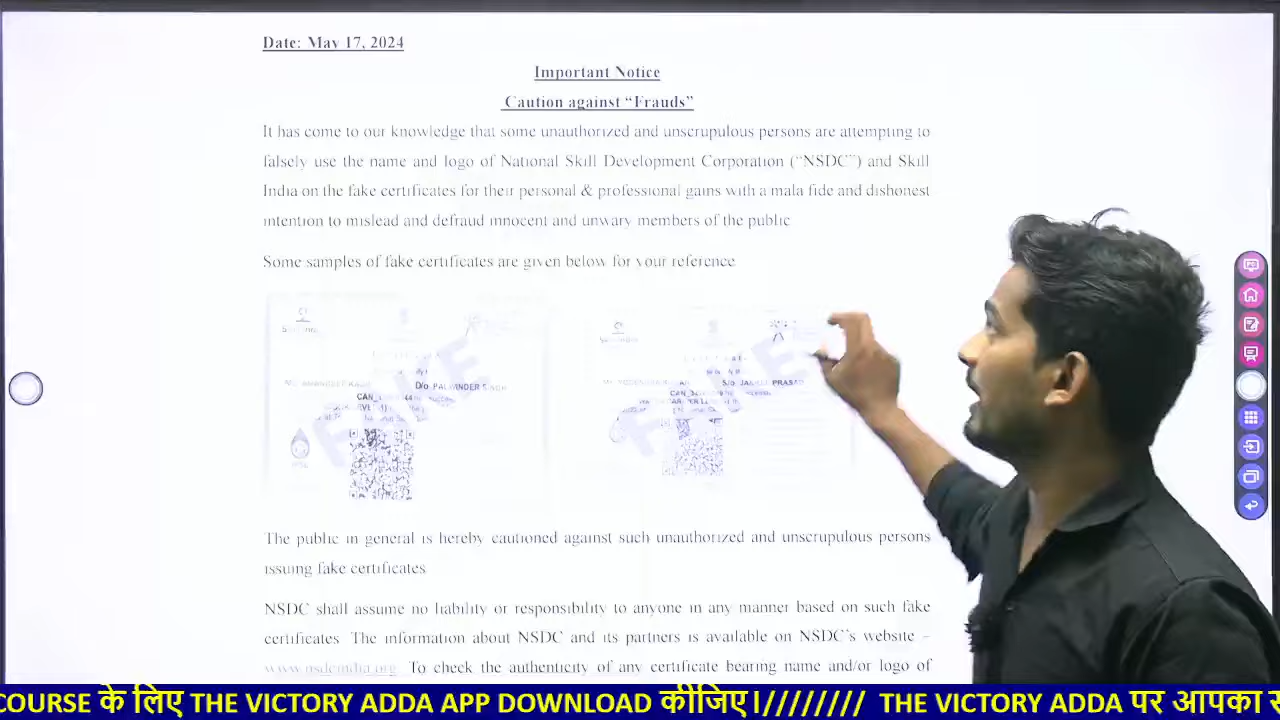 Date: May 17, 2024
Important Notice
Caution against “Frauds”
It has come to our knowledge that some unauthorized and unscrupulous persons are attempting to
falsely use the name and logo of National Skill Development Corporation (“NSDC”) and Skill
India on the fake certificates for their personal & professional gains with a mala fide and dishonest
intention to mislead and defraud innocent and unwary members of the public
Some samples of fake certificates are given below for your reference
FAKE
D/o PALWINDER SINGH
FAKE
S/o PRASAD
The public in general is hereby cautioned against such unauthorized and unscrupulous persons
issuing fake certificates
NSDC shall assume no liability or responsibility to anyone in any manner based on such fake
certificates The information about NSDC and its partners is available on NSDC’s website –
www.nsdcindia.org To check the authenticity of any certificate bearing name and/or logo of
COURSE के लिए THE VICTORY ADDA APP DOWNLOAD कीजिए।//////// THE VICTORY ADDA पर आपका